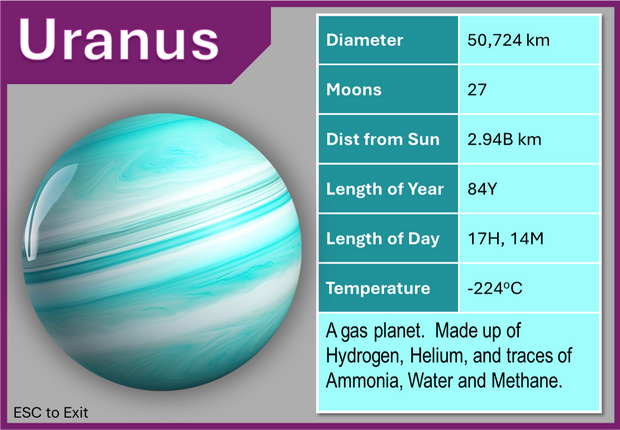 Uranus
Diameter 50,724 km
Moons 27
Dist from Sun 2.94B km
Length of Year 84Y
Length of Day 17H, 14M
Temperature -224°C
A gas planet. Made up of
Hydrogen, Helium, and traces of
Ammonia, Water and Methane.
ESC to Exit